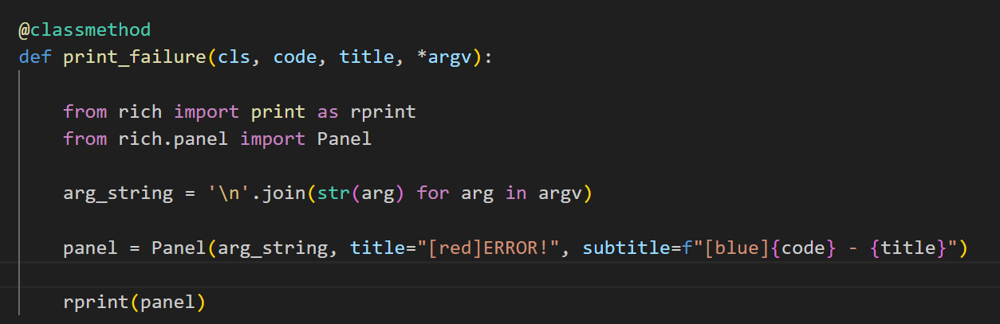 @classmethod
def print_failure(cls, code, title, *argv):
    from rich import print as rprint
    from rich.panel import Panel
    arg_string = '\n'.join(str(arg) for arg in argv)
    panel = Panel(arg_string, title="[red]ERROR!", subtitle=f"[blue]{code} - {title}")
    rprint(panel)